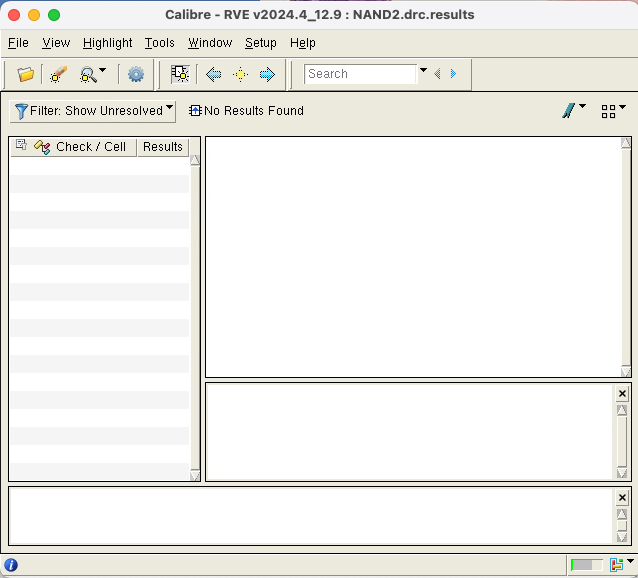 Calibre - RVE v2024.4_12.9 : NAND2.drc.results
File View Highlight Tools Window Setup Help
Search
Filter: Show Unresolved No Results Found
Check / Cell Results